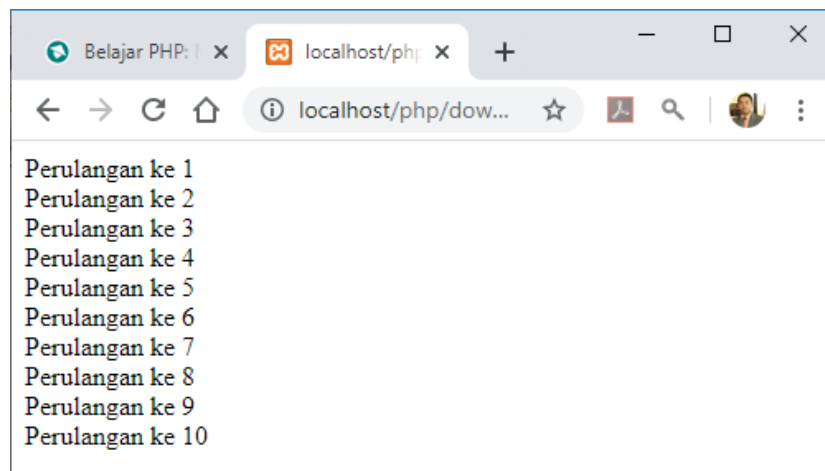 Belajar PHP:
localhost/php
localhost/php/dow...
Perulangan ke 1
Perulangan ke 2
Perulangan ke 3
Perulangan ke 4
Perulangan ke 5
Perulangan ke 6
Perulangan ke 7
Perulangan ke 8
Perulangan ke 9
Perulangan ke 10